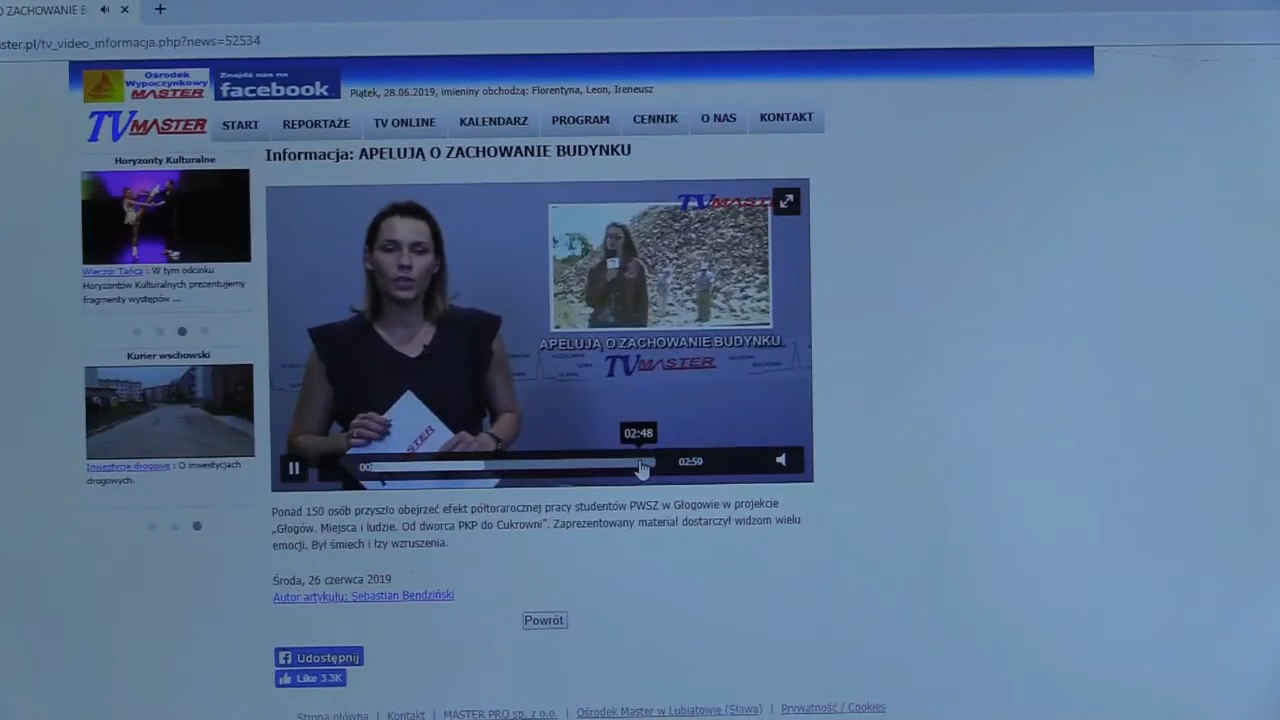 O ZACHOWANIE B
ster.pl/tv_video_informacja.php?news=52534
Ośrodek
Wypoczynkowy
MASTER
Znajdź nas na
facebook
Piątek, 28.06.2019, imieniny obchodzą: Florentyna, Leon, Ireneusz
TV MASTER
START REPORTAŻE TV ONLINE KALENDARZ PROGRAM CENNIK O NAS KONTAKT
Horyzonty Kulturalne
Wieczór Tańca : W tym odcinku
Horyzontów Kulturalnych prezentujemy
fragmenty występów ....
Kurier wschowski
Inwestycje drogowe : O inwestycjach
drogowych.
Informacja: APELUJĄ O ZACHOWANIE BUDYNKU
TV MASTER
APELUJĄ O ZACHOWANIE BUDYNKU.
TV MASTER
MASTER
02:48
00
02:59
Ponad 150 osób przyszło obejrzeć efekt półtorarocznej pracy studentów PWSZ w Głogowie w projekcie
„Głogów. Miejsca i ludzie. Od dworca PKP do Cukrowni”. Zaprezentowany materiał dostarczył widzom wielu
emocji. Był śmiech i łzy wzruszenia.
Środa, 26 czerwca 2019
Autor artykułu: Sebastian Bendziński
Powrót
Udostępnij
Like 3.3K
Strona główna | Kontakt | MASTER PRO sp. z o.o. | Ośrodek Master w Lubiatowie (Sława) | Prywatność / Cookies